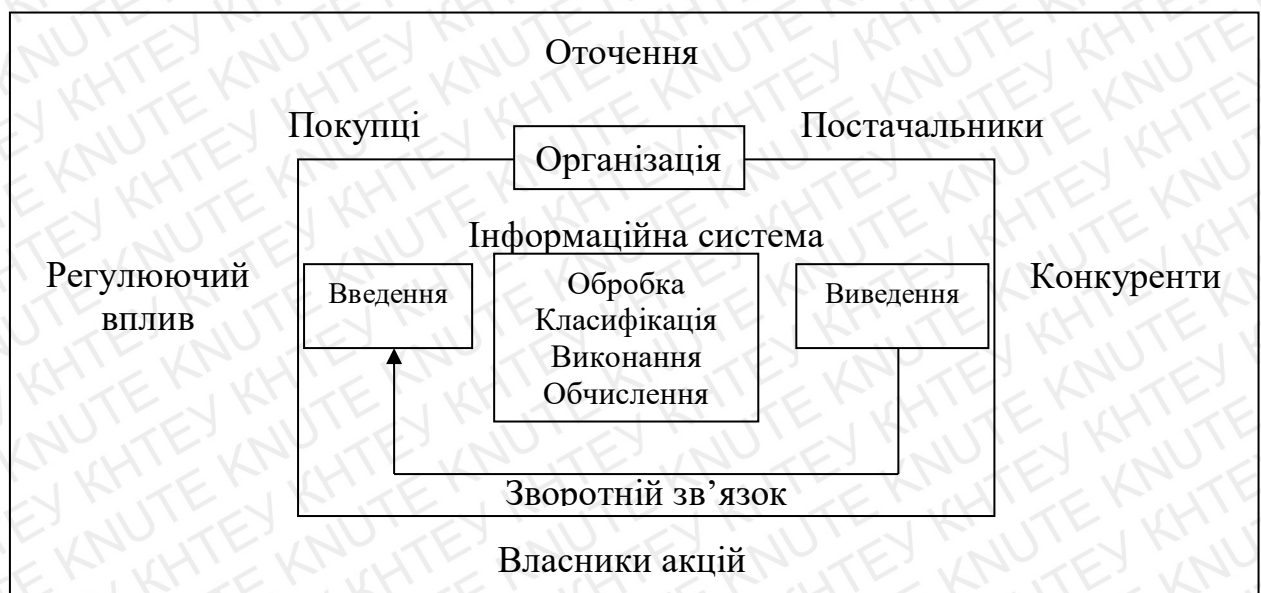 Оточення
Покупці
Постачальники
Організація
Інформаційна система
Регулюючий
вплив
Введення
Обробка
Класифікація
Виконання
Обчислення
Виведення
Конкуренти
Зворотній зв’язок
Власники акцій